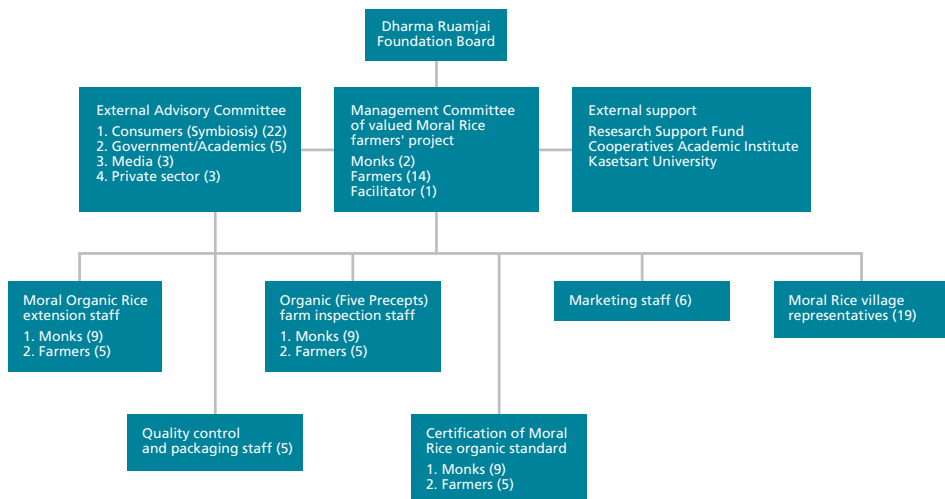 Dharma Ruamjai
Foundation Board
External Advisory Committee
1. Consumers (Symbiosis) (22)
2. Government/Academics (5)
3. Media (3)
4. Private sector (3)
Management Committee
of valued Moral Rice
farmers' project
Monks (2)
Farmers (14)
Facilitator (1)
External support
Resesarch Support Fund
Cooperatives Academic Institute
Kasetsart University
Moral Organic Rice
extension staff
1. Monks (9)
2. Farmers (5)
Organic (Five Precepts)
farm inspection staff
1. Monks (9)
2. Farmers (5)
Marketing staff (6)
Moral Rice village
representatives (19)
Quality control
and packaging staff (5)
Certification of Moral
Rice organic standard
1. Monks (9)
2. Farmers (5)